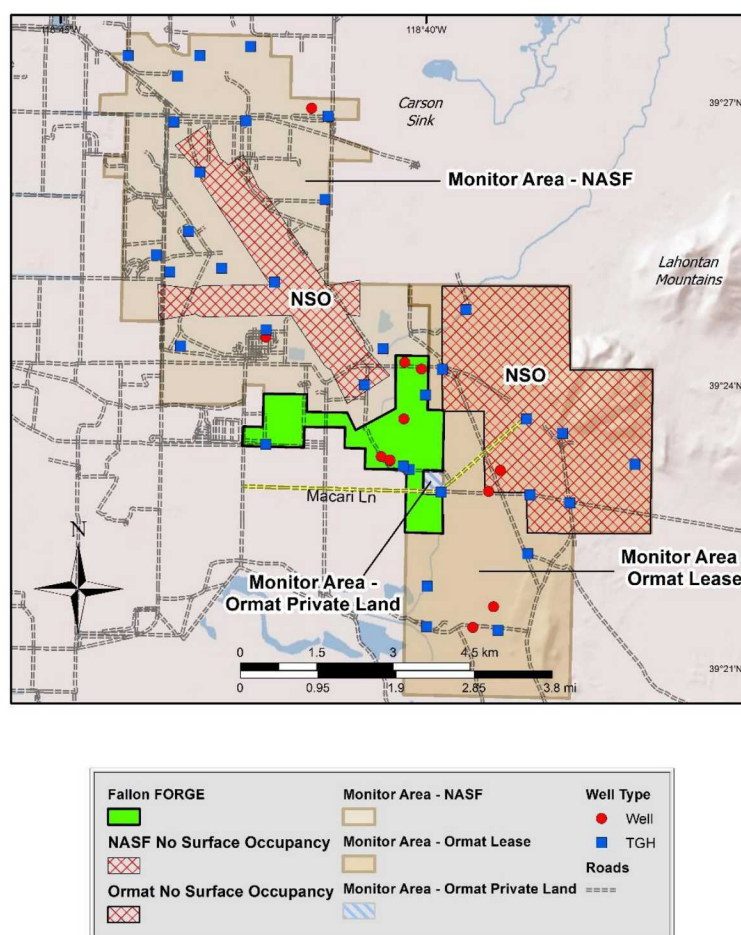 118°45'W
118°40'W
39°27'N
Carson
Sink
Monitor Area - NASF
Lahontan
Mountains
NSO
NSO
39°24'N
Macari Ln
N
Monitor Area -
Ormat Private Land
Monitor Area
Ormat Lease
0 1.5 3 4.5 km
0 0.95 1.9 2.85 3.8 mi
39°21'N
Fallon FORGE
NASF No Surface Occupancy
Ormat No Surface Occupancy
Monitor Area - NASF
Monitor Area - Ormat Lease
Monitor Area - Ormat Private Land
Well Type
Well
TGH
Roads